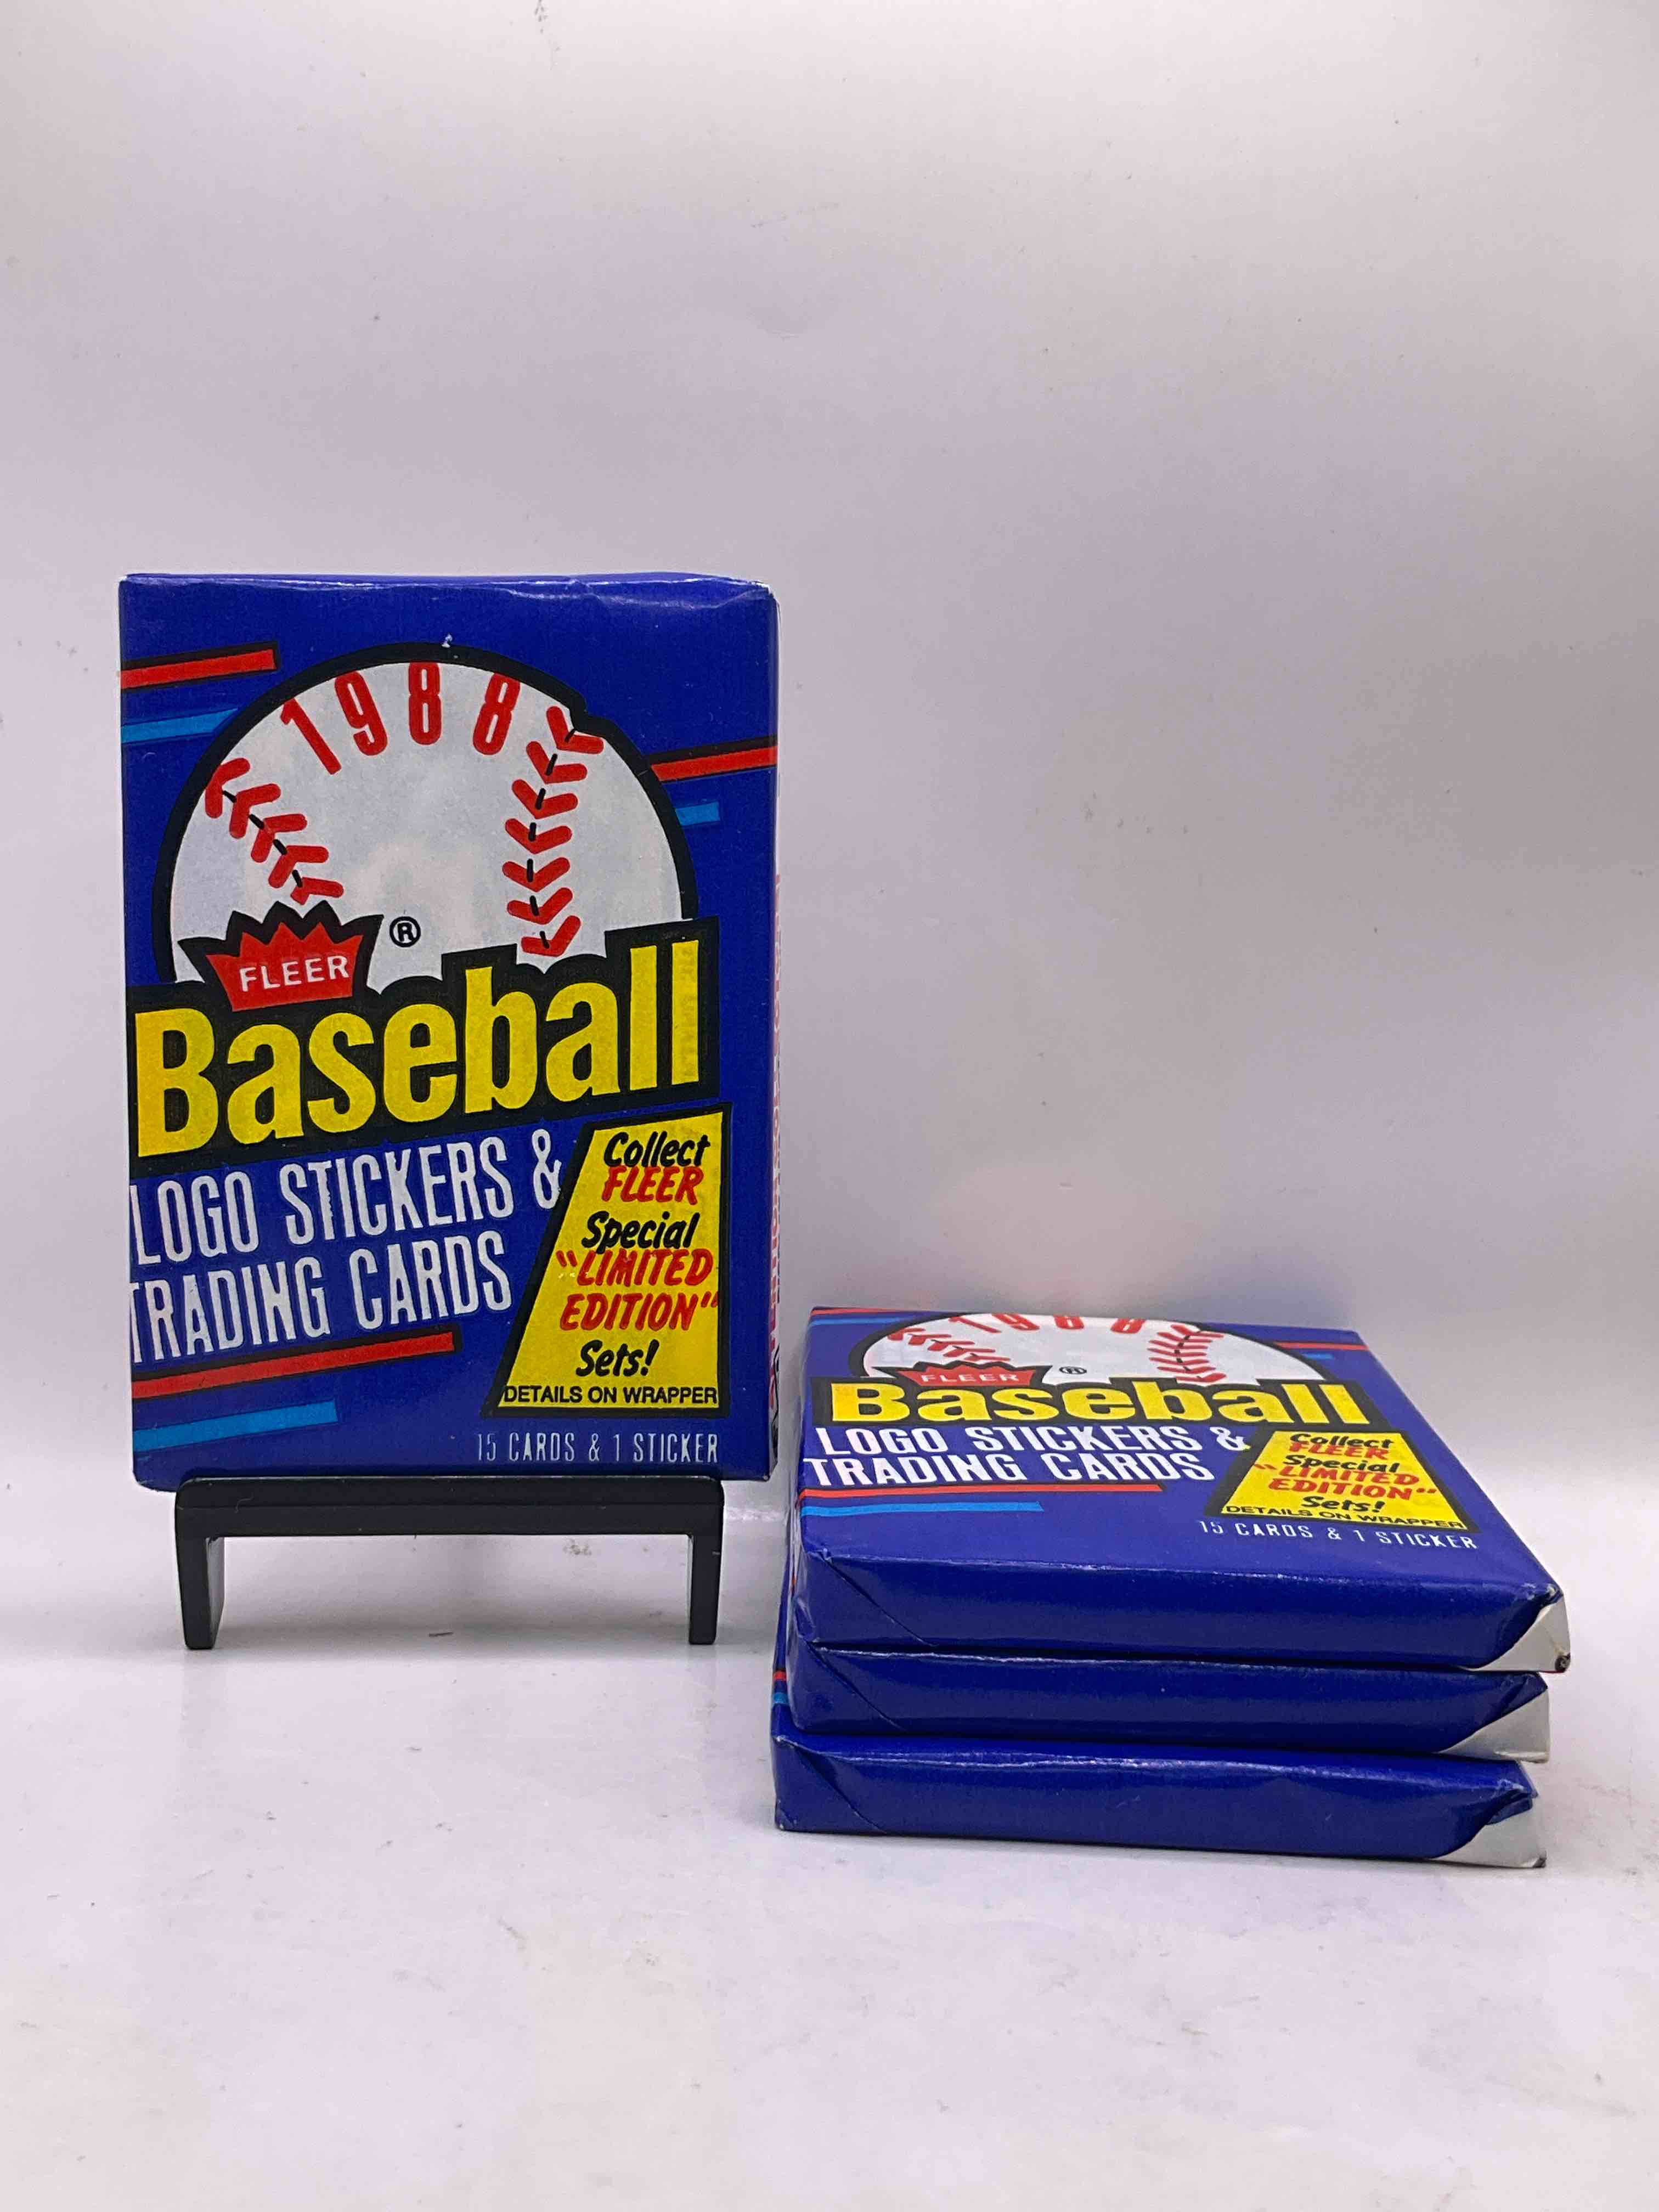 1988
FLEER ®
Baseball
LOGO STICKERS &
TRADING CARDS
Collect
FLEER
Special
"LIMITED
EDITION"
Sets!
DETAILS ON WRAPPER
15 CARDS & 1 STICKER
1988
FLEER ®
Baseball
LOGO STICKERS &
TRADING CARDS
Collect
FLEER
Special
"LIMITED
EDITION"
Sets!
DETAILS ON WRAPPER
15 CARDS & 1 STICKER